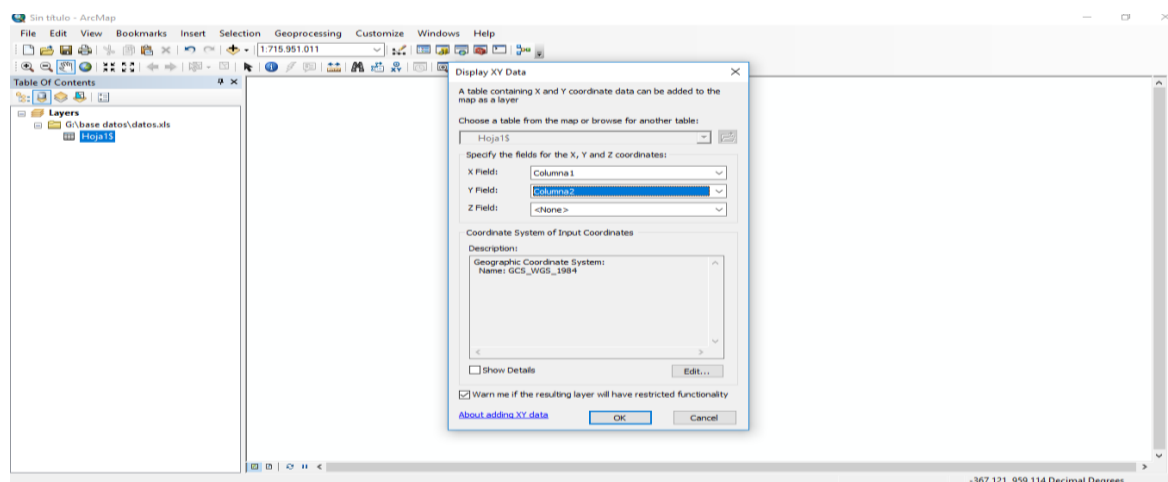 Sin título - ArcMap
File Edit View Bookmarks Insert Selection Geoprocessing Customize Windows Help
1:715.951.011
Table Of Contents
Layers
G:\base datos\datos.xls
Hoja1$
Display XY Data
A table containing X and Y coordinate data can be added to the
map as a layer
Choose a table from the map or browse for another table:
Hoja1$
Specify the fields for the X, Y and Z coordinates:
X Field: Columna1
Y Field: Columna2
Z Field: <None>
Coordinate System of Input Coordinates
Description:
Geographic Coordinate System:
Name: GCS_WGS_1984
Show Details
Edit...
Warn me if the resulting layer will have restricted functionality
About adding XY data
OK Cancel
-367,121 959,114 Decimal Degrees